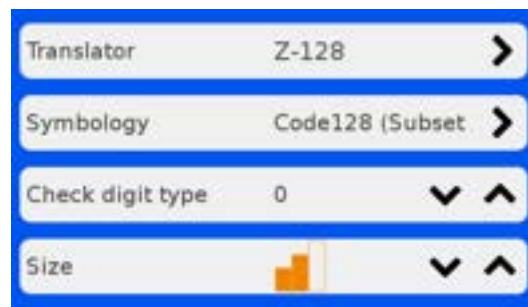 Translator Z-128
Symbology Code128 (Subset
Check digit type 0
Size